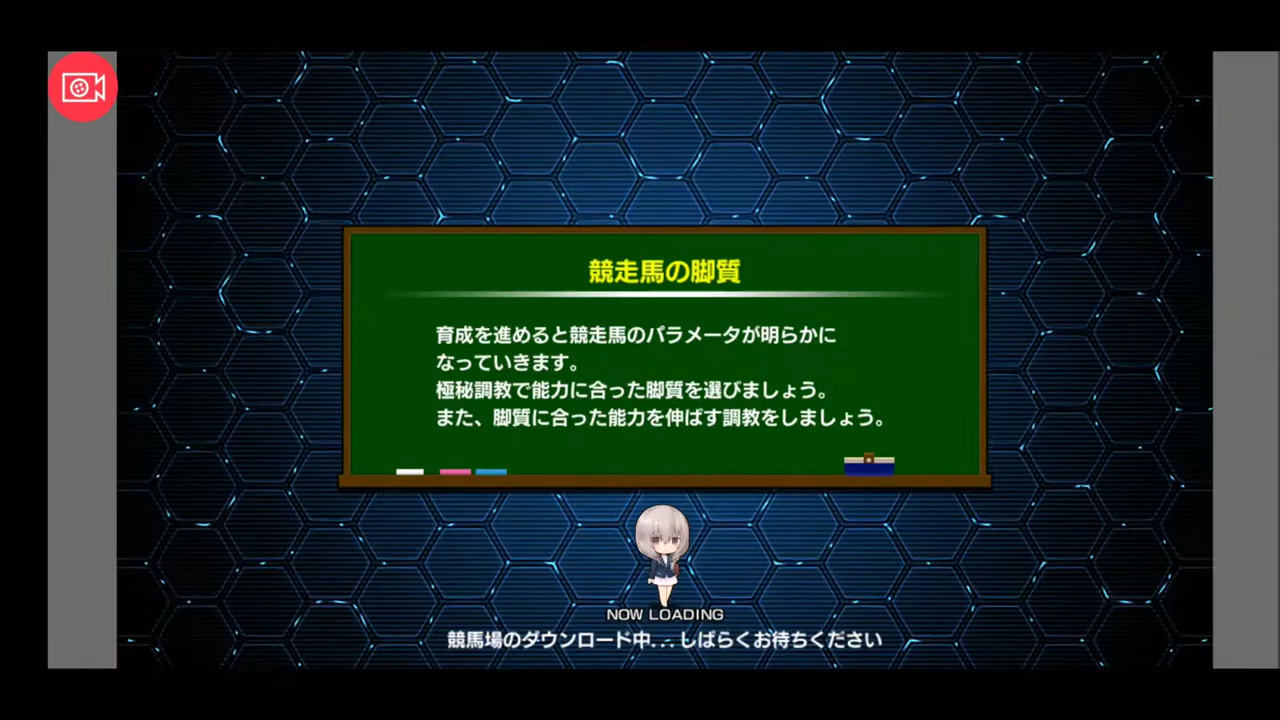 競走馬の脚質
育成を進めると競走馬のパラメータが明らかに
なっていきます。
極秘調教で能力に合った脚質を選びましょう。
また、脚質に合った能力を伸ばす調教をしましょう。
NOW LOADING
競馬場のダウンロード中... しばらくお待ちください